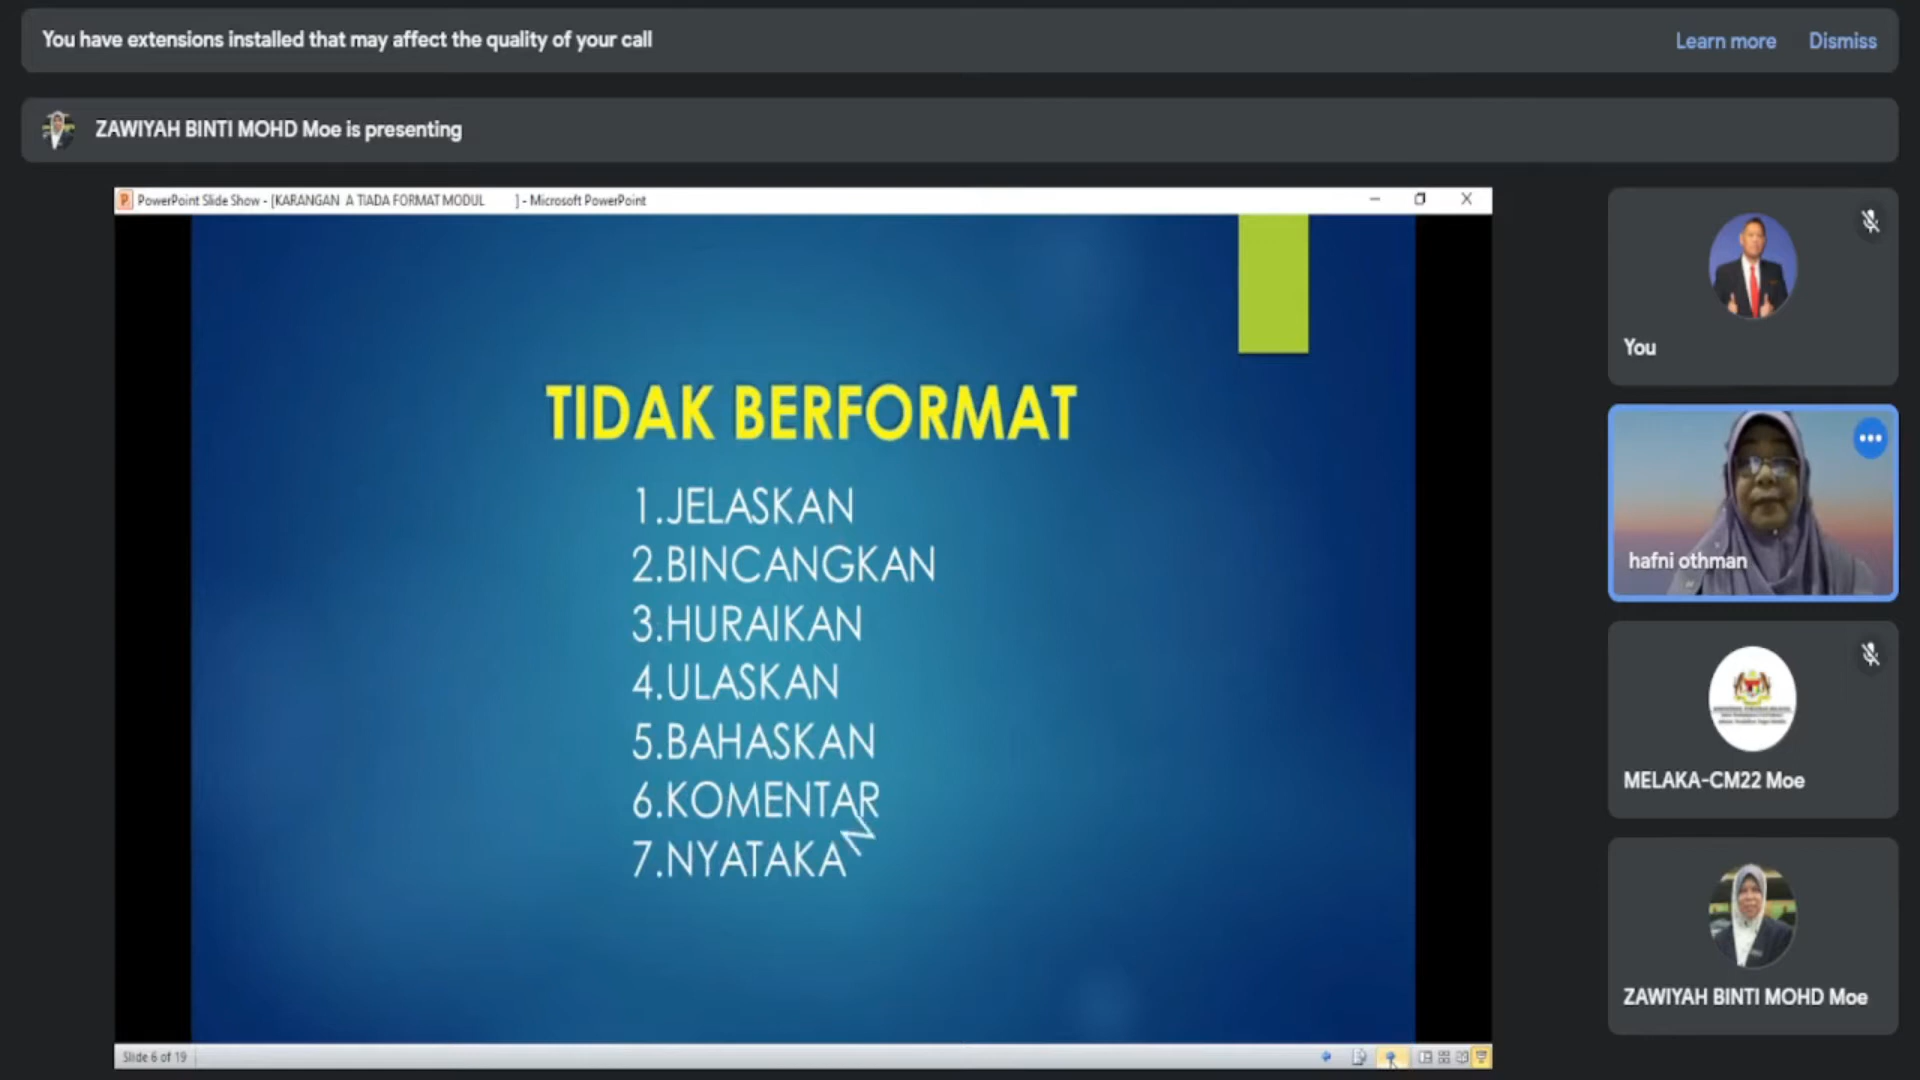 You have extensions installed that may affect the quality of your call
Learn more
Dismiss
ZAWIYAH BINTI MOHD Moe is presenting
PowerPoint Slide Show - [KARANGAN A TIADA FORMAT MODUL ] - Microsoft PowerPoint
TIDAK BERFORMAT
1.JELASKAN
2.BINCANGKAN
3.HURAIKAN
4.ULASKAN
5.BAHASKAN
6.KOMENTAR
7.NYATAKAN
Slide 6 of 19
You
hafni othman
MELAKA-CM22 Moe
ZAWIYAH BINTI MOHD Moe